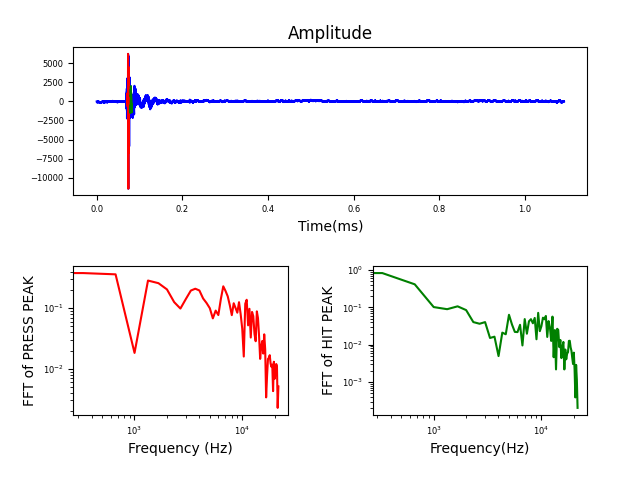 Amplitude
5000
2500
0
−2500
−5000
−7500
−10000
0.0 0.2 0.4 0.6 0.8 1.0
Time(ms)
FFT of PRESS PEAK
10⁻¹
10⁻²
10³ 10⁴
Frequency (Hz)
FFT of HIT PEAK
10⁰
10⁻¹
10⁻²
10⁻³
10³ 10⁴
Frequency(Hz)